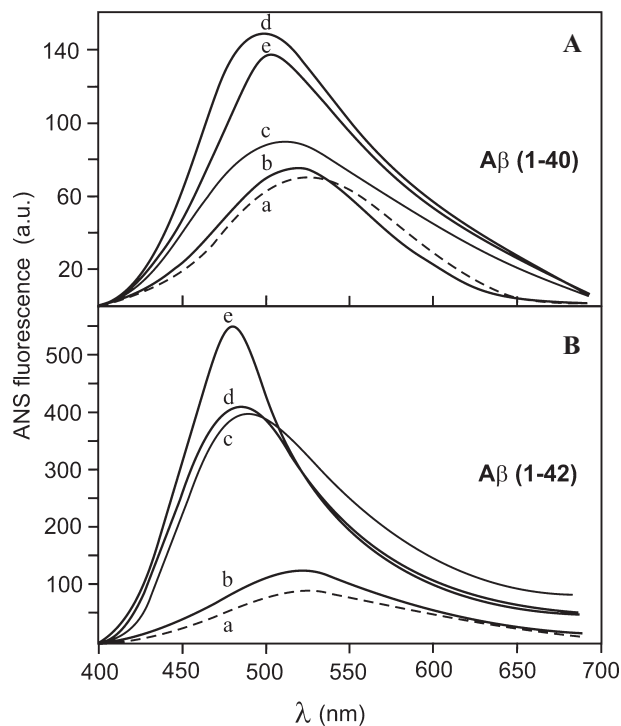 A
Aβ (1-40)
140
100
60
20
d
e
c
b
a
B
Aβ (1-42)
500
400
300
200
100
e
d
c
b
a
400 450 500 550 600 650 700
ANS fluorescence (a.u.)
λ (nm)